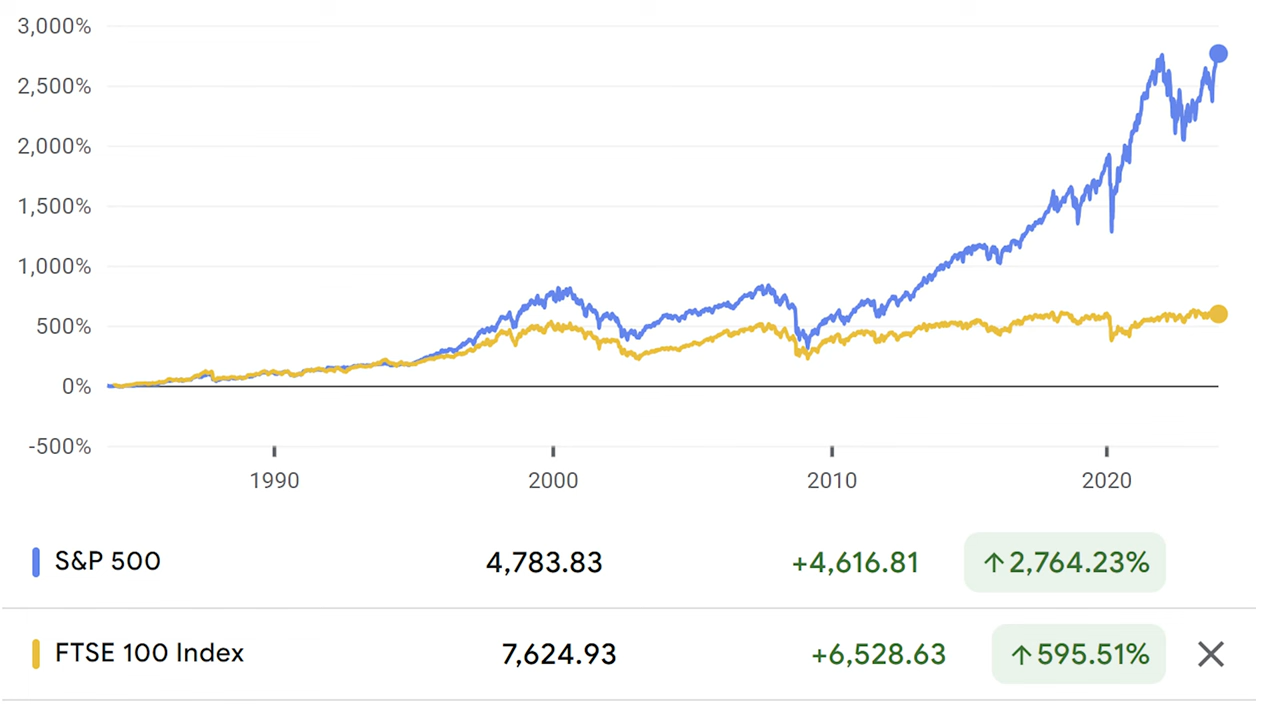 3,000%
2,500%
2,000%
1,500%
1,000%
500%
0%
-500%
1990 2000 2010 2020
S&P 500 4,783.83 +4,616.81 ↑2,764.23%
FTSE 100 Index 7,624.93 +6,528.63 ↑595.51%